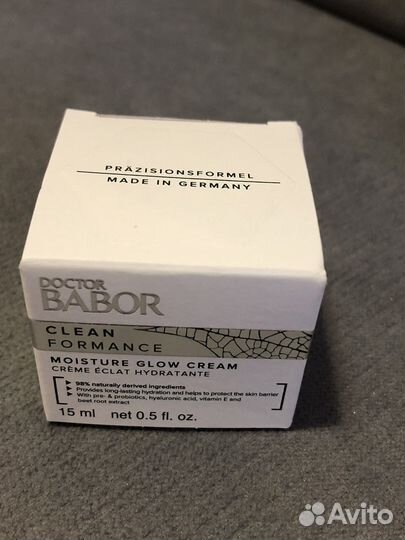 PRÄZISIONSFORMEL
MADE IN GERMANY
DOCTOR
BABOR
CLEAN
FORMANCE
MOISTURE GLOW CREAM
CRÈME ÉCLAT HYDRATANTE
98% naturally derived ingredients
Provides long-lasting hydration and helps to protect the skin barrier
With pre- & probiotics, hyaluronic acid, vitamin E and
beet root extract
15 ml net 0.5 fl. oz.
Avito